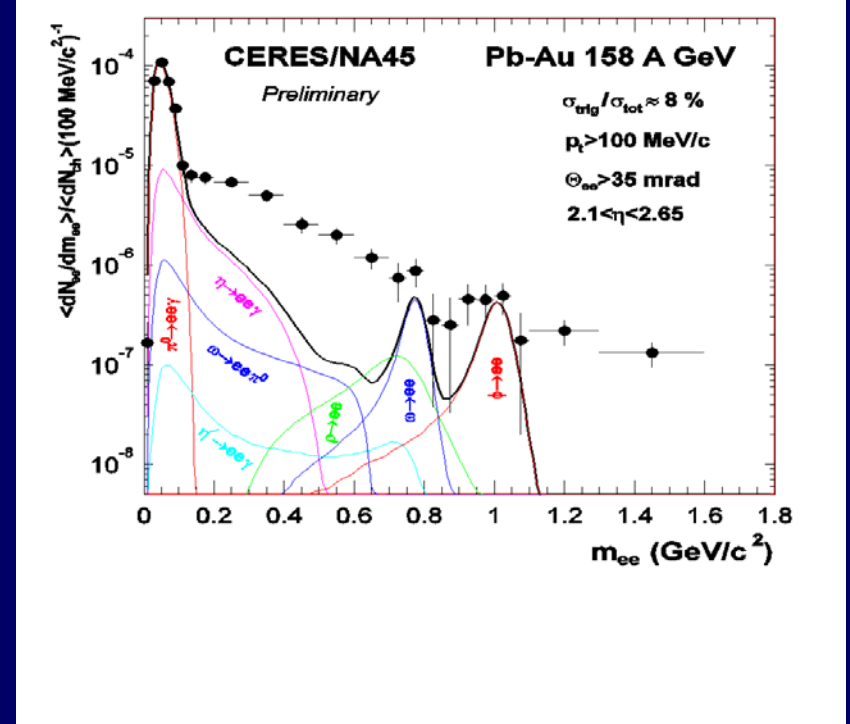 CERES/NA45
Preliminary
Pb-Au 158 A GeV
σtrig/σtot ≈ 8 %
pt>100 MeV/c
Θee>35 mrad
2.1<η<2.65
<dNee/dmee>/<dNch>(100 MeV/c²)⁻¹
10⁻⁴
10⁻⁵
10⁻⁶
10⁻⁷
10⁻⁸
π⁰→eeγ
η→eeγ
ω→eeπ⁰
η′→eeγ
ρ→ee
ω→ee
φ→ee
0 0.2 0.4 0.6 0.8 1 1.2 1.4 1.6 1.8
mee (GeV/c²)